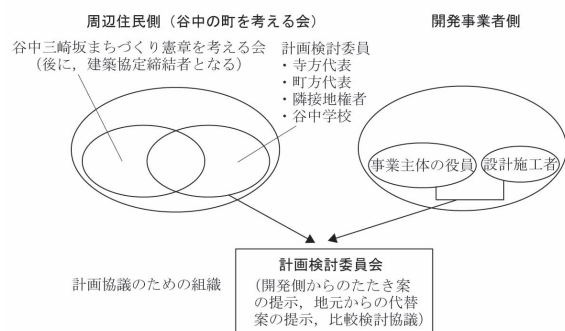 周辺住民側（谷中の町を考える会）
開発事業者側
谷中三崎坂まちづくり憲章を考える会
（後に，建築協定締結者となる）
計画検討委員
・寺方代表
・町方代表
・隣接地権者
・谷中学校
事業主体の役員
設計施工者
計画協議のための組織
計画検討委員会
（開発側からのたたき案
の提示，地元からの代替
案の提示，比較検討協議）